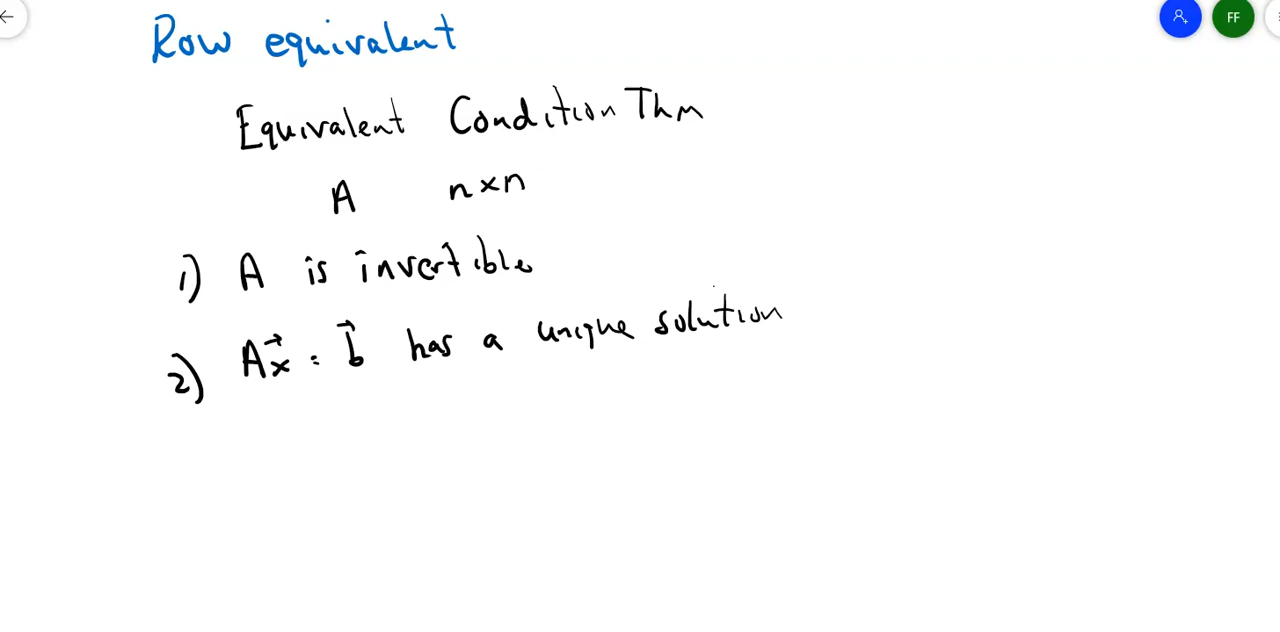 FF
Row equivalent
Equivalent Condition Thm
A n×n
1) A is invertible
2) Ax⃗ = b⃗ has a unique solution